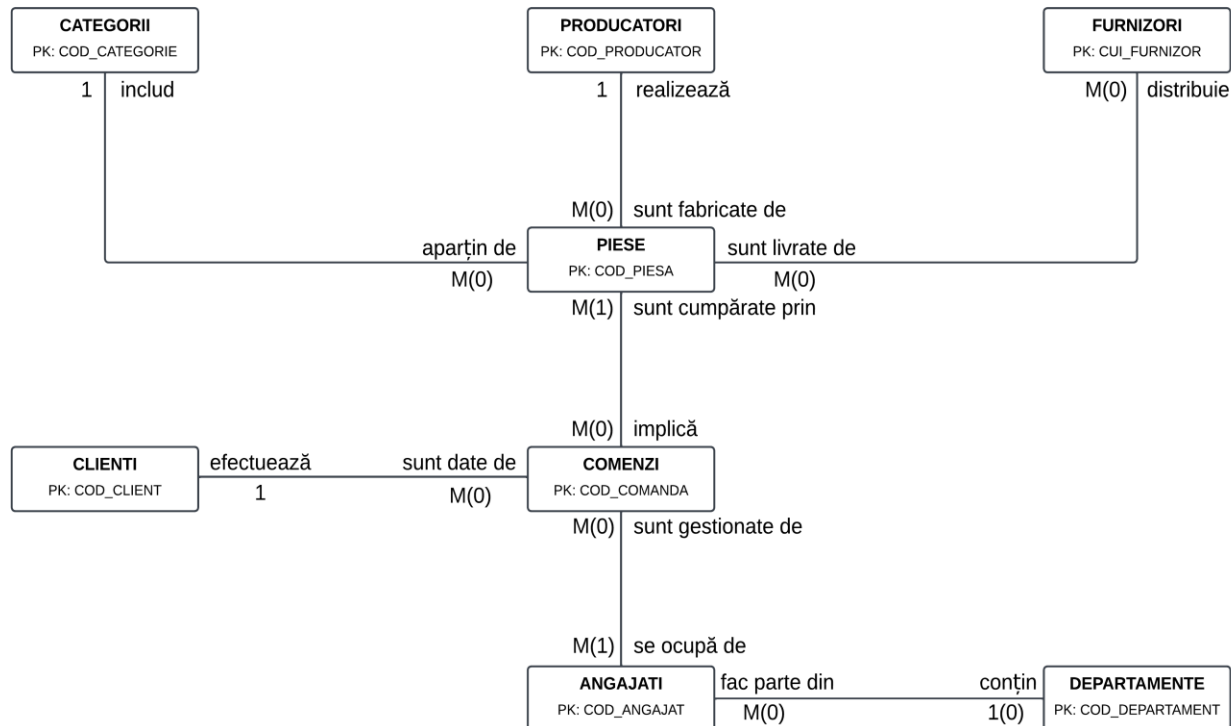 CATEGORII
PK: COD_CATEGORIE
PRODUCATORI
PK: COD_PRODUCATOR
FURNIZORI
PK: CUI_FURNIZOR
1 includ
1 realizează
M(0) distribuie
M(0) sunt fabricate de
aparțin de
M(0)
PIESE
PK: COD_PIESA
sunt livrate de
M(0)
M(1) sunt cumpărate prin
M(0) implică
CLIENTI
PK: COD_CLIENT
efectuează
1
sunt date de
M(0)
COMENZI
PK: COD_COMANDA
M(0) sunt gestionate de
M(1) se ocupă de
ANGAJATI
PK: COD_ANGAJAT
fac parte din
M(0)
conțin
1(0)
DEPARTAMENTE
PK: COD_DEPARTAMENT